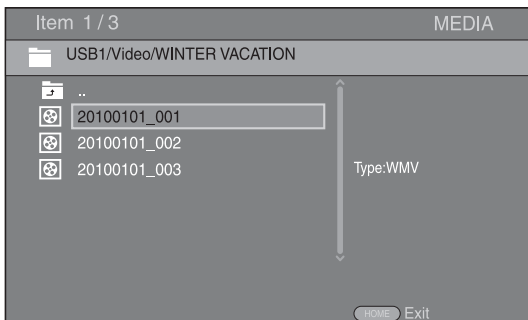 Item 1/3 MEDIA
USB1/Video/WINTER VACATION
..
20100101_001
20100101_002
20100101_003
Type:WMV
HOME Exit